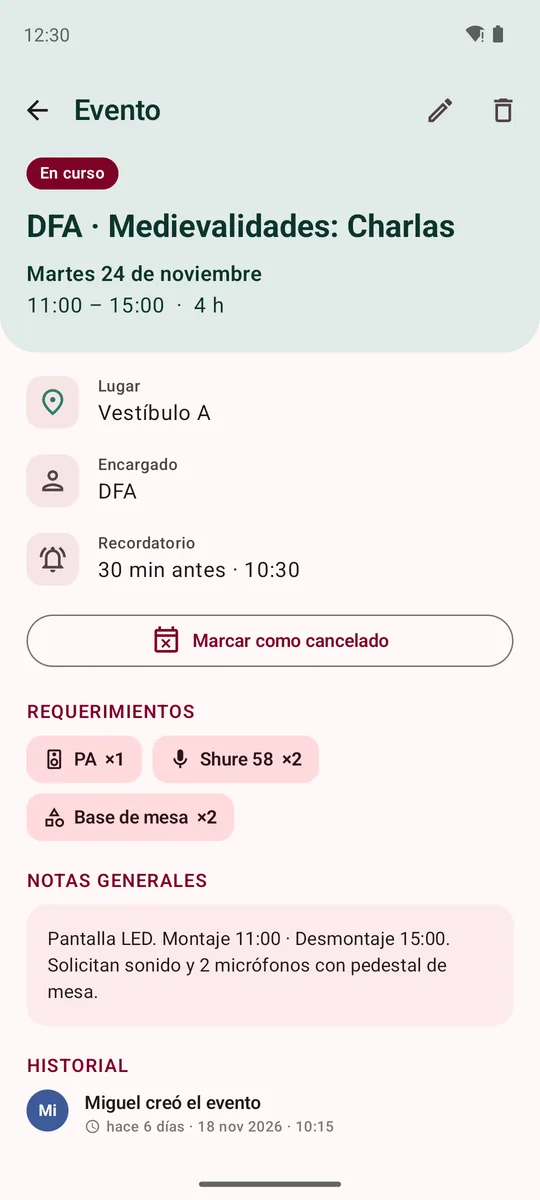 12:30
Evento
En curso
DFA · Medievalidades: Charlas
Martes 24 de noviembre
11:00 – 15:00 · 4 h
Lugar
Vestíbulo A
Encargado
DFA
Recordatorio
30 min antes · 10:30
Marcar como cancelado
REQUERIMIENTOS
PA ×1
Shure 58 ×2
Base de mesa ×2
NOTAS GENERALES
Pantalla LED. Montaje 11:00 · Desmontaje 15:00.
Solicitan sonido y 2 micrófonos con pedestal de
mesa.
HISTORIAL
Mi
Miguel creó el evento
hace 6 días · 18 nov 2026 · 10:15